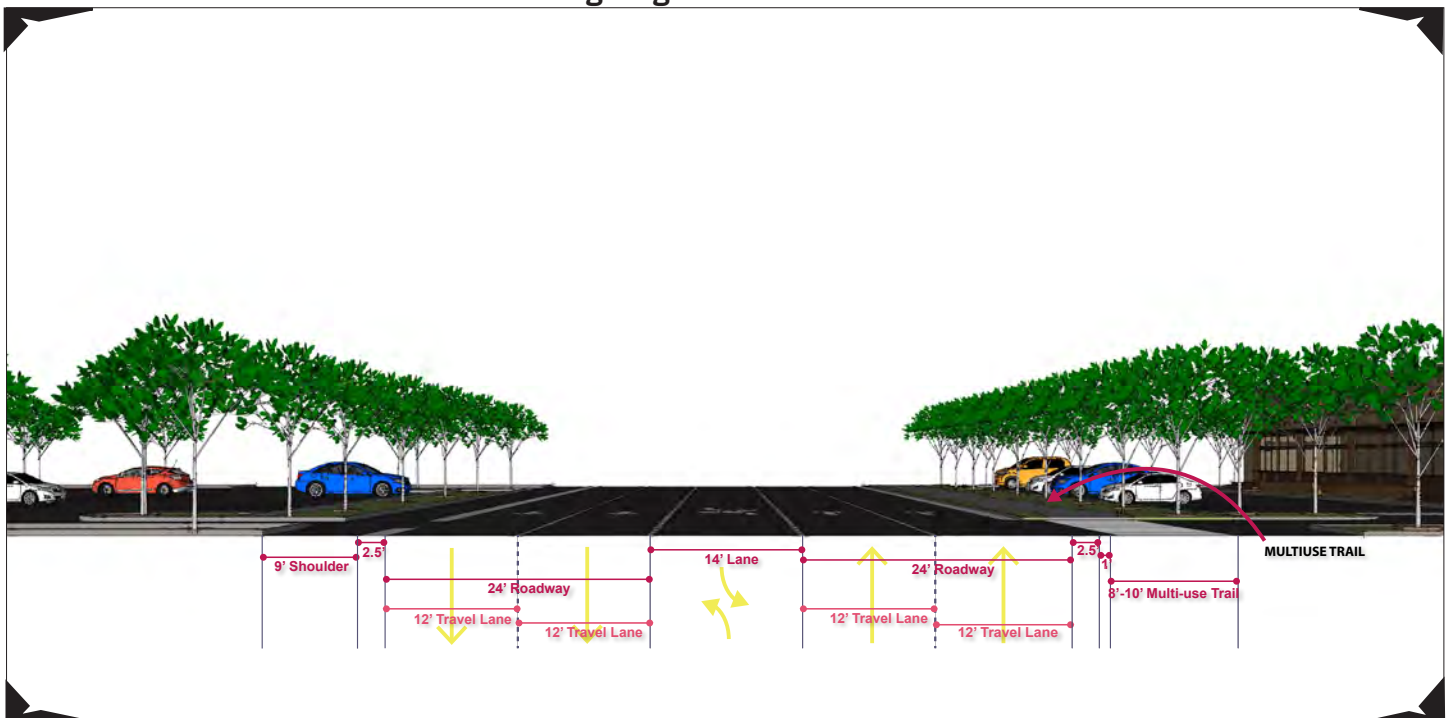 9' Shoulder
2.5'
24' Roadway
12' Travel Lane
12' Travel Lane
14' Lane
24' Roadway
12' Travel Lane
12' Travel Lane
2.5'
1'
8'-10' Multi-use Trail
MULTIUSE TRAIL